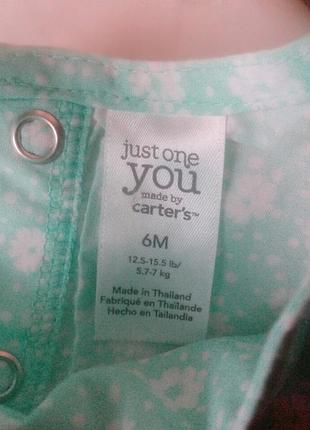 just one
you
made by
carter's™
6M
12.5-15.5 lb/
5.7-7 kg
Made in Thailand
Fabriqué en Thaïlande
Hecho en Tailandia